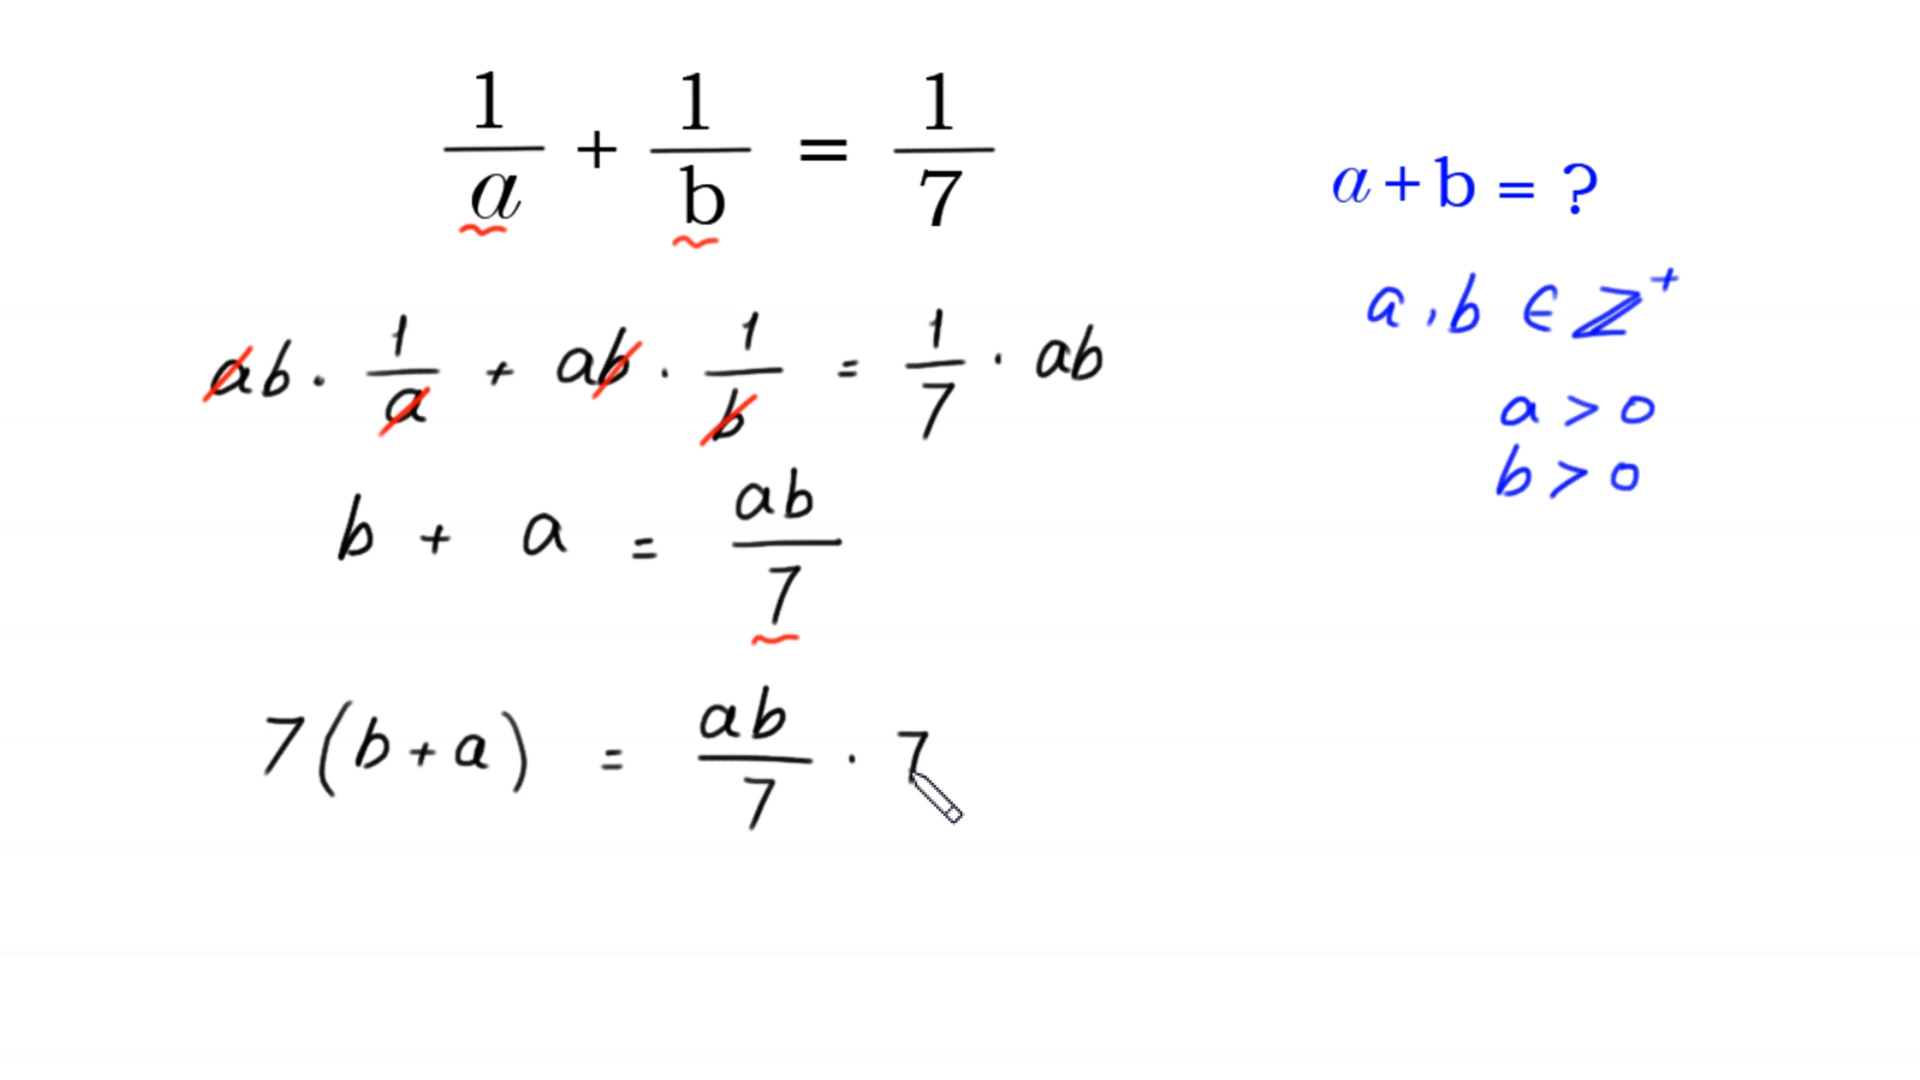 1/a + 1/b = 1/7
a + b = ?
a, b ∈ Z⁺
a > 0
b > 0
ab · 1/a + ab · 1/b = 1/7 · ab
b + a = ab/7
7(b + a) = ab/7 · 7